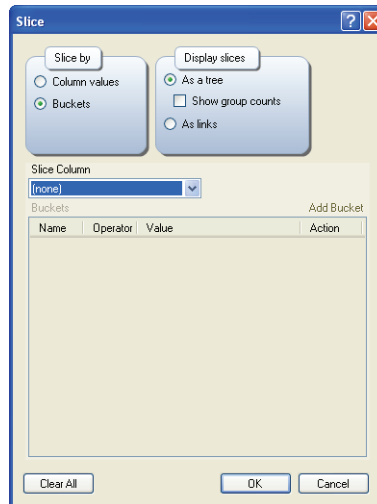 Slice
Slice by
Display slices
Column values
Buckets
As a tree
Show group counts
As links
Slice Column
(none)
Buckets
Add Bucket
Name Operator Value Action
Clear All OK Cancel